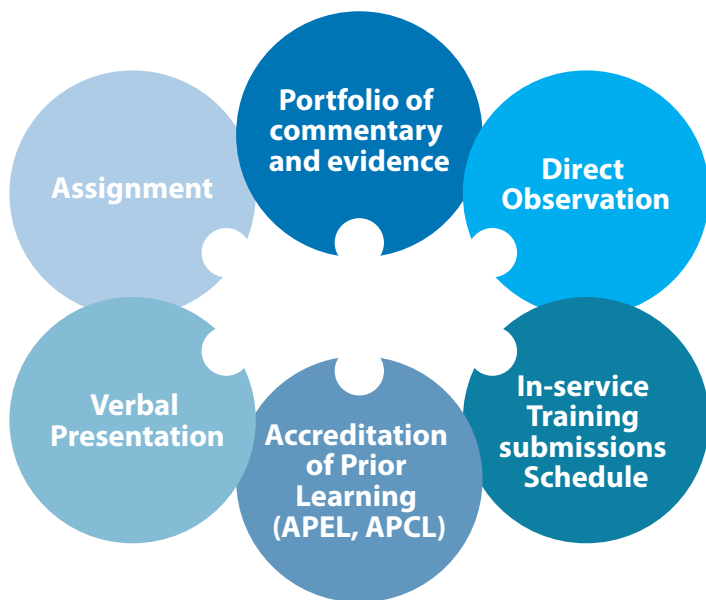 Portfolio of
commentary
and evidence
Assignment
Direct
Observation
Verbal
Presentation
Accreditation
of Prior
Learning
(APEL, APCL)
In-service
Training
submissions
Schedule